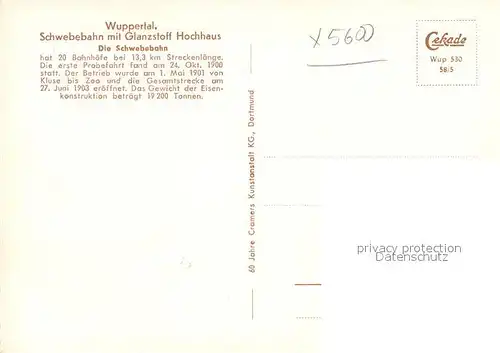 Wuppertal,
Schwebebahn mit Glanzstoff Hochhaus
Die Schwebebahn
hat 20 Bahnhöfe bei 13,3 km Streckenlänge.
Die erste Probefahrt fand am 24. Okt. 1900
statt. Der Betrieb wurde am 1. Mai 1901 von
Kluse bis Zoo und die Gesamtstrecke am
27. Juni 1903 eröffnet. Das Gewicht der Eisen-
konstruktion beträgt 19 200 Tonnen.
x 5600
Cekade
Wup 530
58/5
60 Jahre Cramers Kunstanstalt KG., Dortmund
privacy protection
by oldthing.